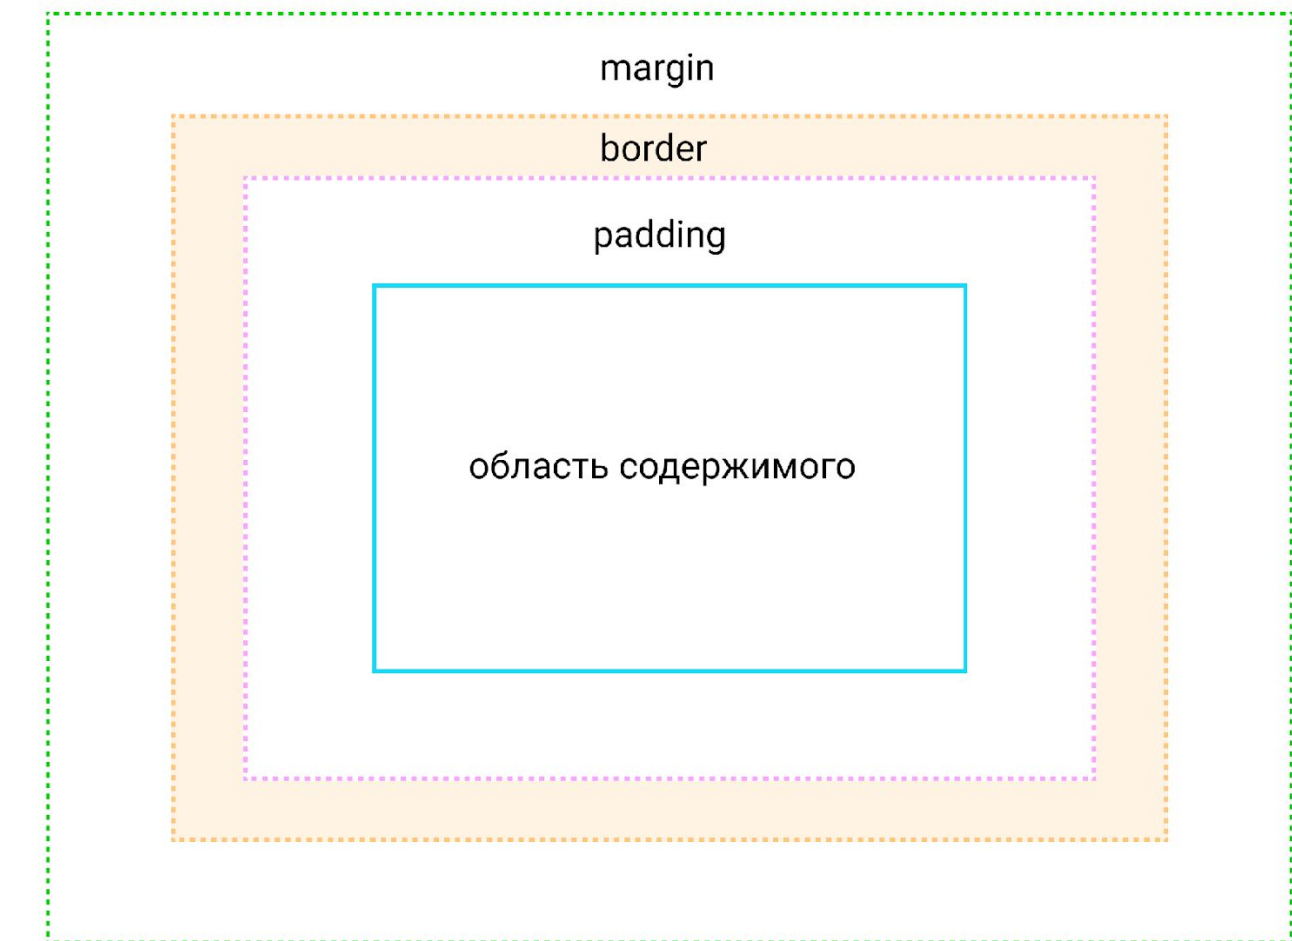 margin
border
padding
область содержимого